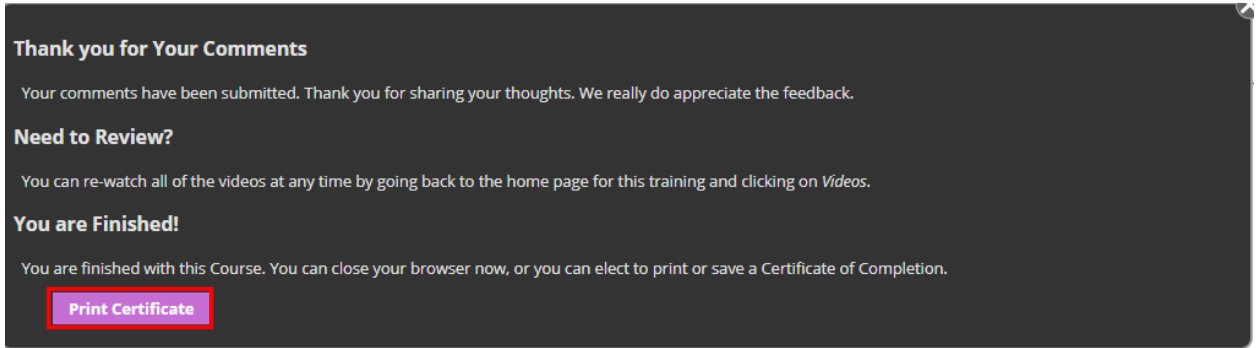 Thank you for Your Comments
Your comments have been submitted. Thank you for sharing your thoughts. We really do appreciate the feedback.
Need to Review?
You can re-watch all of the videos at any time by going back to the home page for this training and clicking on Videos.
You are Finished!
You are finished with this Course. You can close your browser now, or you can elect to print or save a Certificate of Completion.
Print Certificate